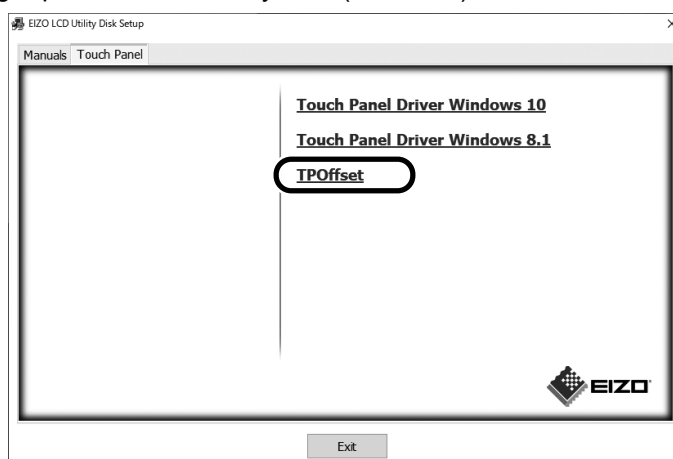 EIZO LCD Utility Disk Setup
Manuals Touch Panel
Touch Panel Driver Windows 10
Touch Panel Driver Windows 8.1
TPOffset
EIZO
Exit